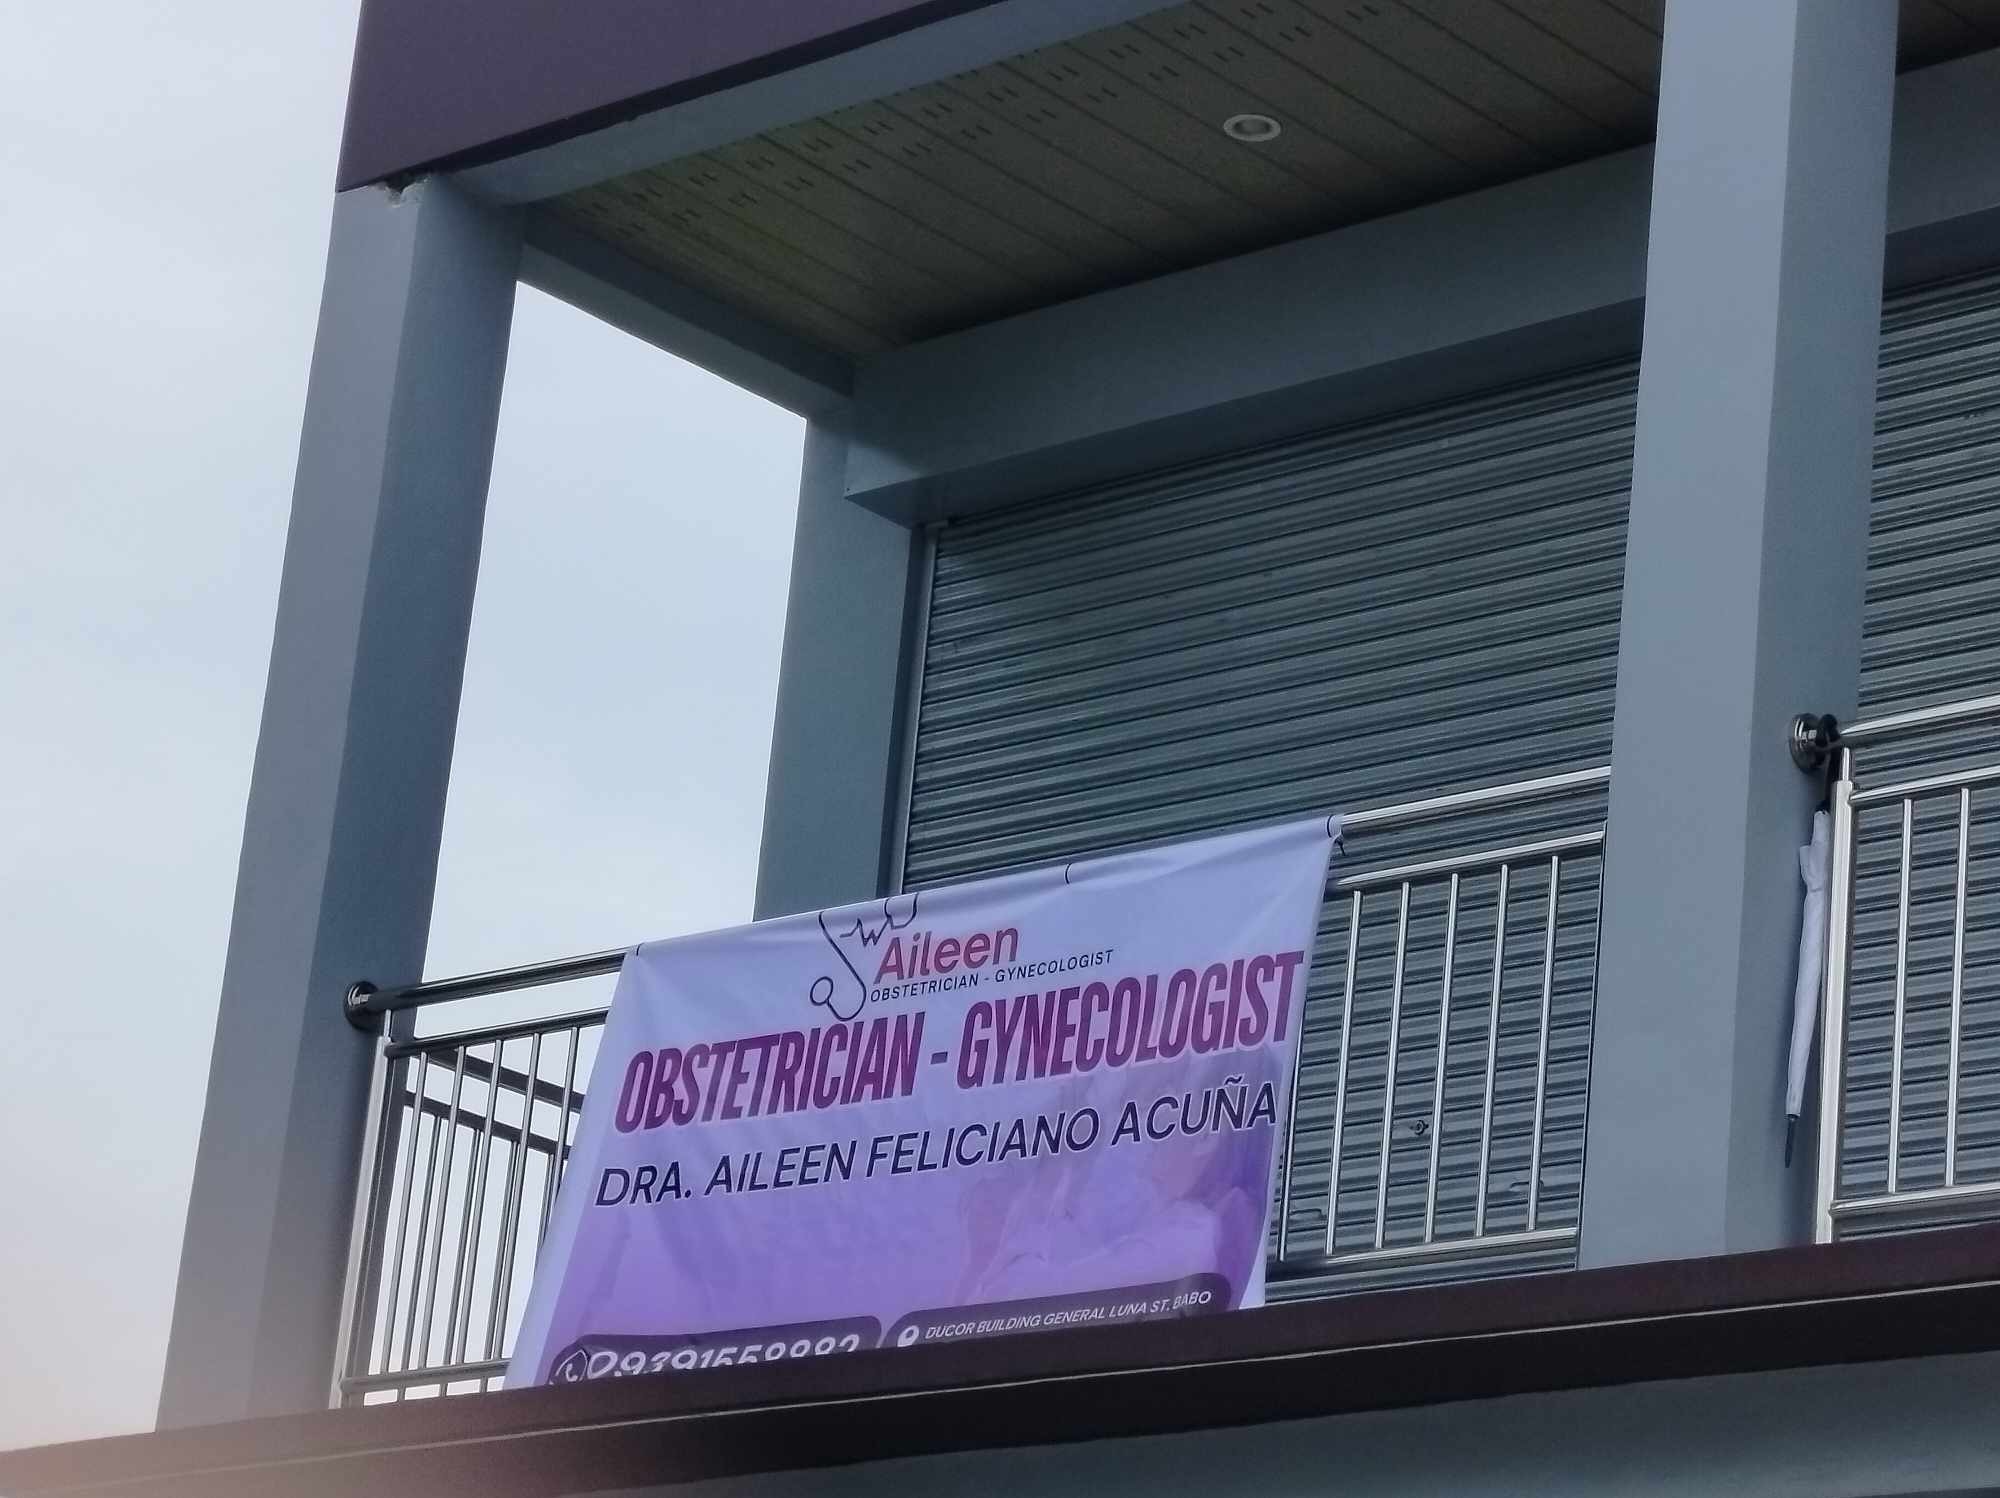 Aileen
OBSTETRICIAN - GYNECOLOGIST
OBSTETRICIAN - GYNECOLOGIST
DRA. AILEEN FELICIANO ACUÑA
DUCOR BUILDING GENERAL LUNA ST. BABO